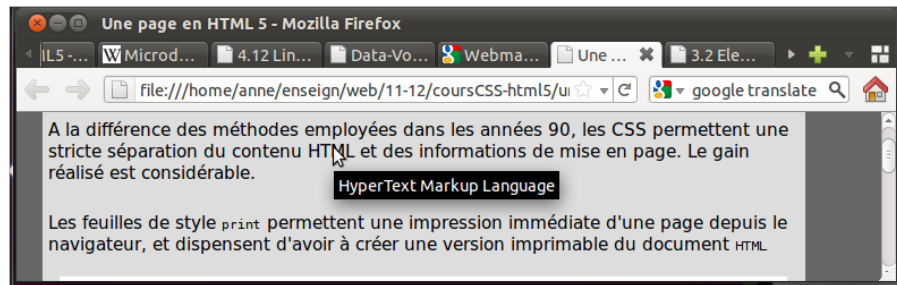 Une page en HTML 5 - Mozilla Firefox
IL5 -... W Microd... 4.12 Lin... Data-Vo... Webma... Une ... 3.2 Ele...
file:///home/anne/enseign/web/11-12/coursCSS-html5/ google translate
A la différence des méthodes employées dans les années 90, les CSS permettent une
stricte séparation du contenu HTML et des informations de mise en page. Le gain
réalisé est considérable.
HyperText Markup Language
Les feuilles de style print permettent une impression immédiate d'une page depuis le
navigateur, et dispensent d'avoir à créer une version imprimable du document HTML